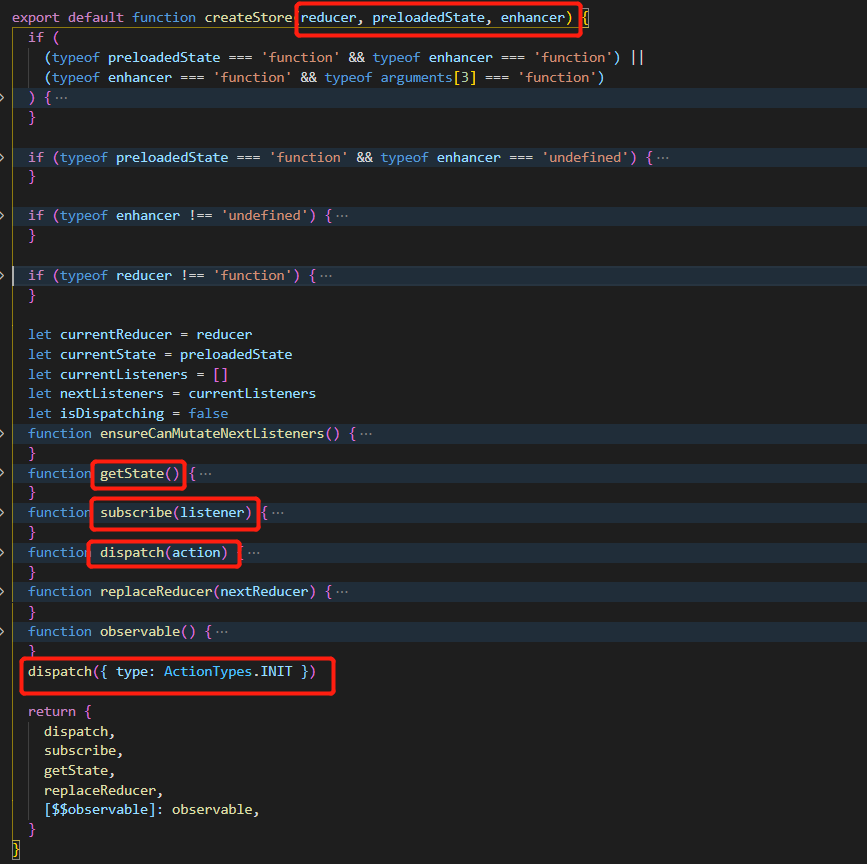 export default function createStore(reducer, preloadedState, enhancer) {
if (
(typeof preloadedState === 'function' && typeof enhancer === 'function') ||
(typeof enhancer === 'function' && typeof arguments[3] === 'function')
) {···
}
if (typeof preloadedState === 'function' && typeof enhancer === 'undefined') {···
}
if (typeof enhancer !== 'undefined') {···
}
if (typeof reducer !== 'function') {···
}
let currentReducer = reducer
let currentState = preloadedState
let currentListeners = []
let nextListeners = currentListeners
let isDispatching = false
function ensureCanMutateNextListeners() {···
}
function getState() {···
}
function subscribe(listener) {···
}
function dispatch(action) {···
}
function replaceReducer(nextReducer) {···
}
function observable() {···
}
dispatch({ type: ActionTypes.INIT })
return {
dispatch,
subscribe,
getState,
replaceReducer,
[$$observable]: observable,
}
}